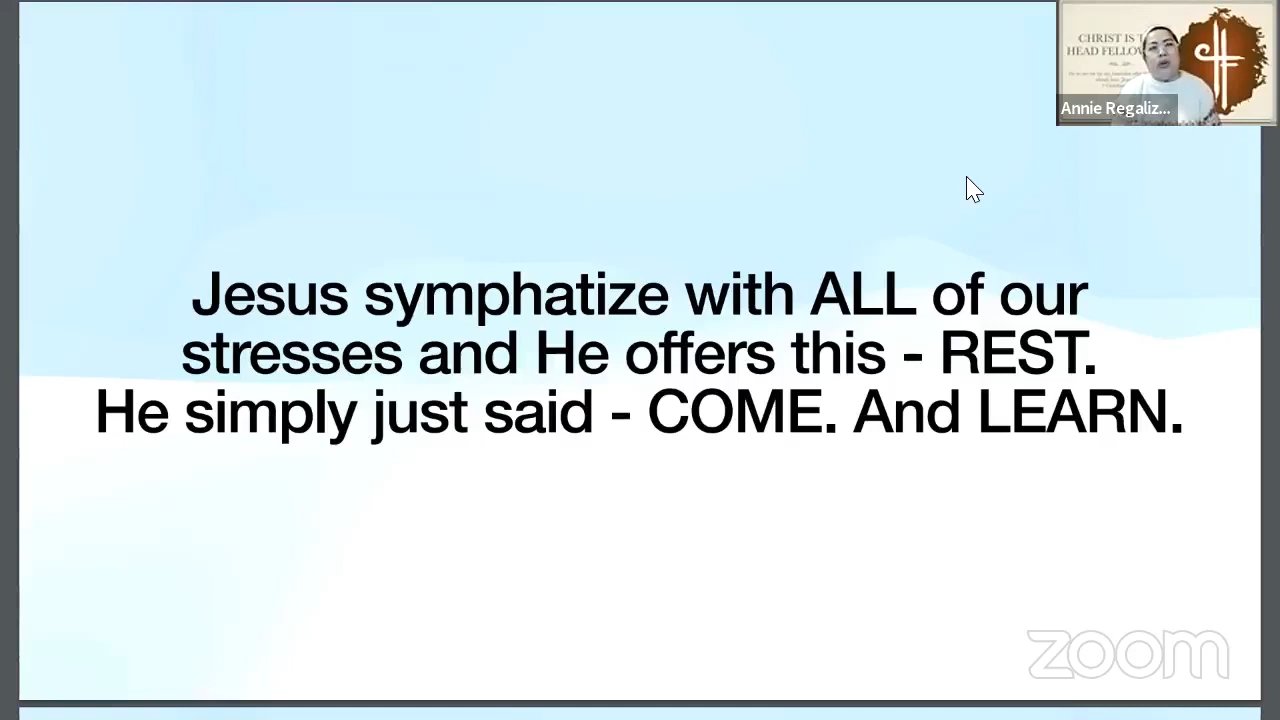 CHRIST IS T
HEAD FELLOW
Annie Regaliz...
Jesus symphatize with ALL of our
stresses and He offers this - REST.
He simply just said - COME. And LEARN.
zoom